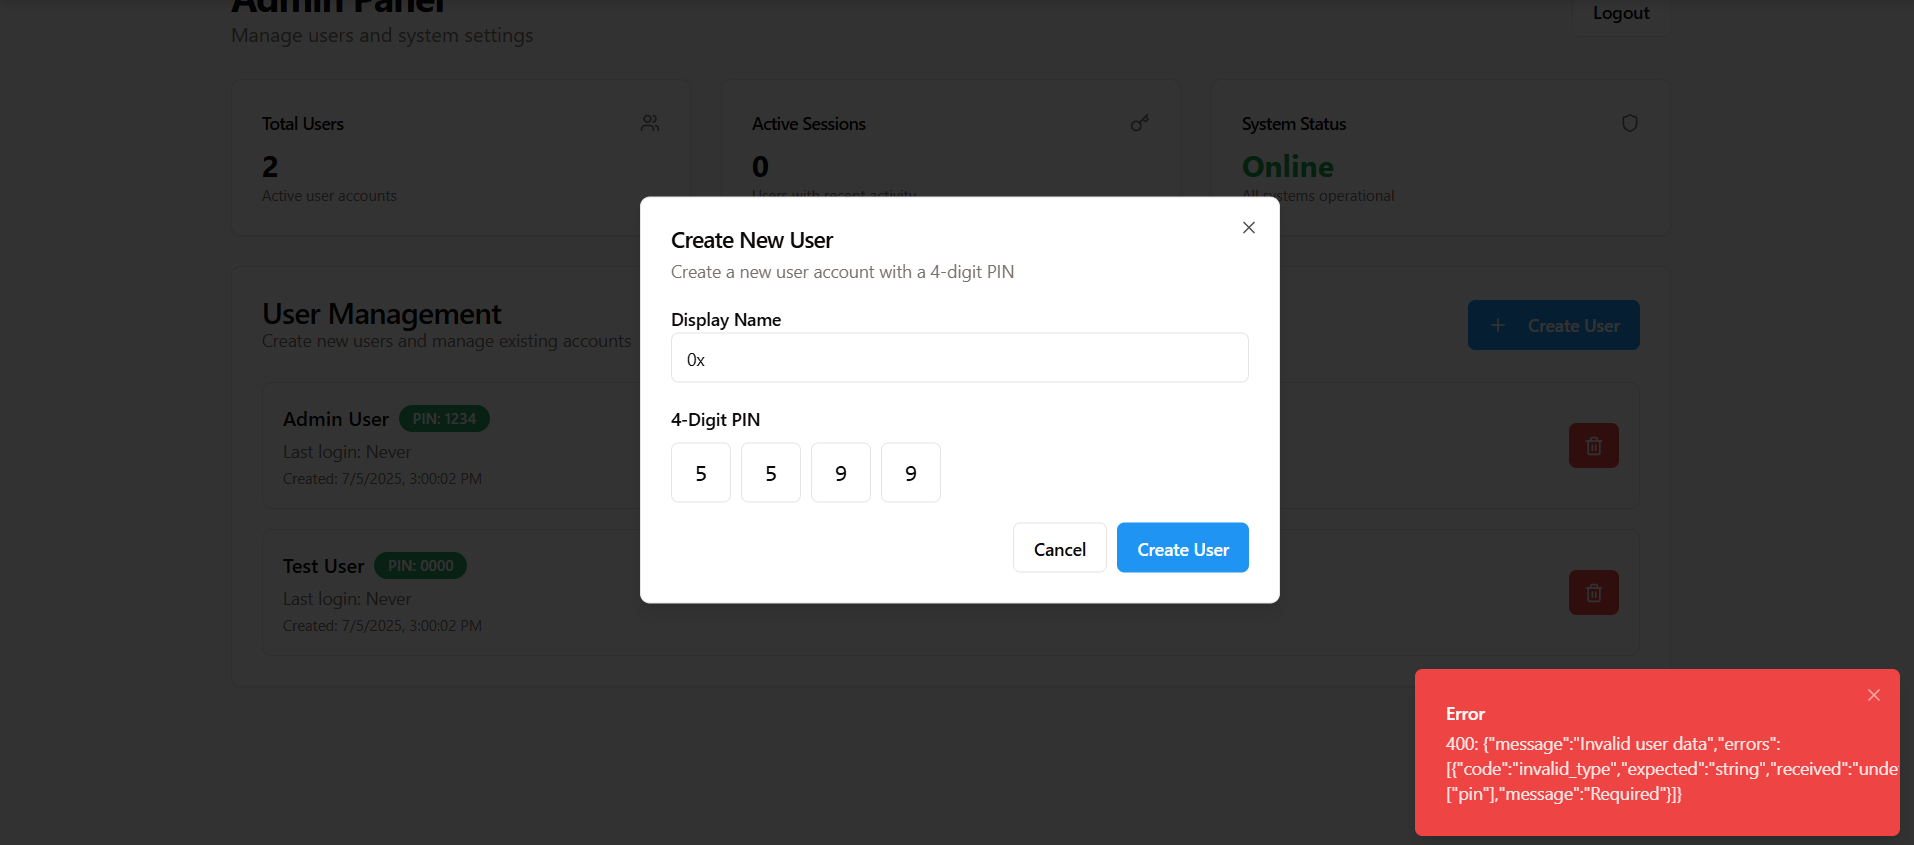 Admin Panel
Manage users and system settings
Logout
Total Users
2
Active user accounts
Active Sessions
0
Users with recent activity
System Status
Online
All systems operational
Create New User
Create a new user account with a 4-digit PIN
Display Name
0x
4-Digit PIN
5 5 9 9
Cancel
Create User
User Management
Create new users and manage existing accounts
Create User
Admin User PIN: 1234
Last login: Never
Created: 7/5/2025, 3:00:02 PM
Test User PIN: 0000
Last login: Never
Created: 7/5/2025, 3:00:02 PM
Error
400: {"message":"Invalid user data","errors":
[{"code":"invalid_type","expected":"string","received":"unde
["pin"],"message":"Required"}]}